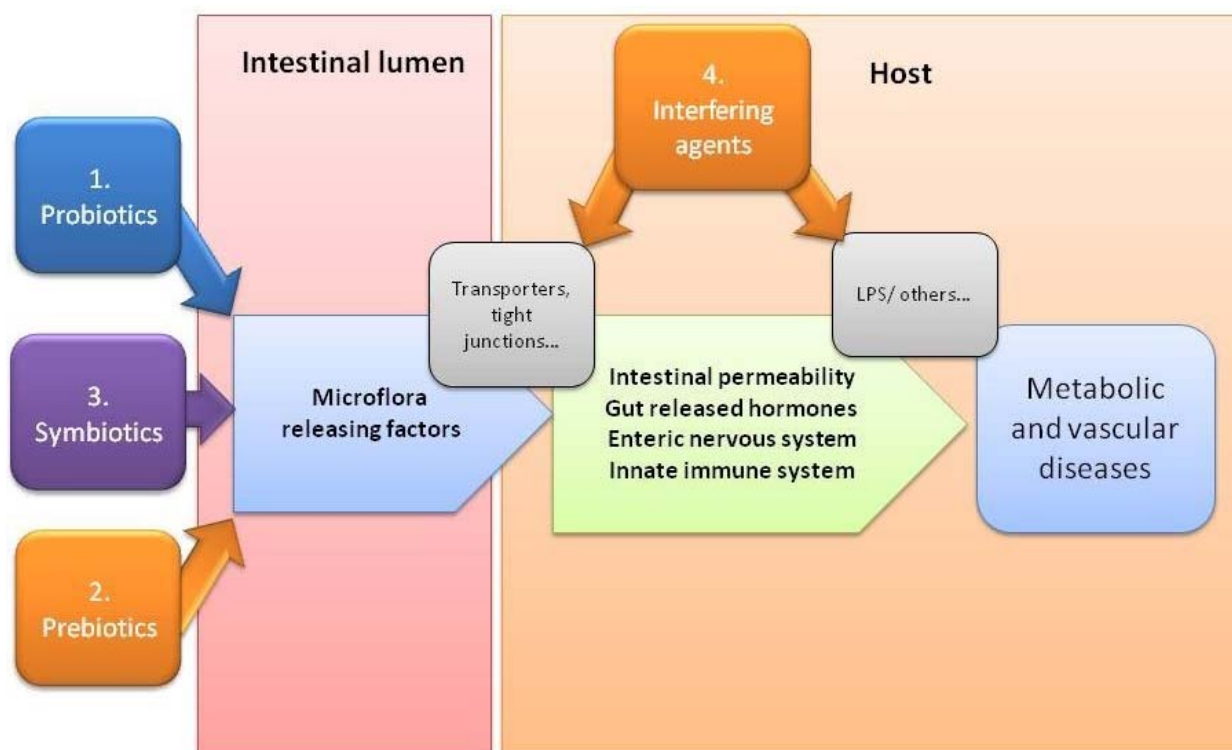 Intestinal lumen
Host
4.
Interfering
agents
1.
Probiotics
Transporters,
tight
junctions...
LPS/ others...
3.
Symbiotics
Microflora
releasing factors
Intestinal permeability
Gut released hormones
Enteric nervous system
Innate immune system
Metabolic
and vascular
diseases
2.
Prebiotics